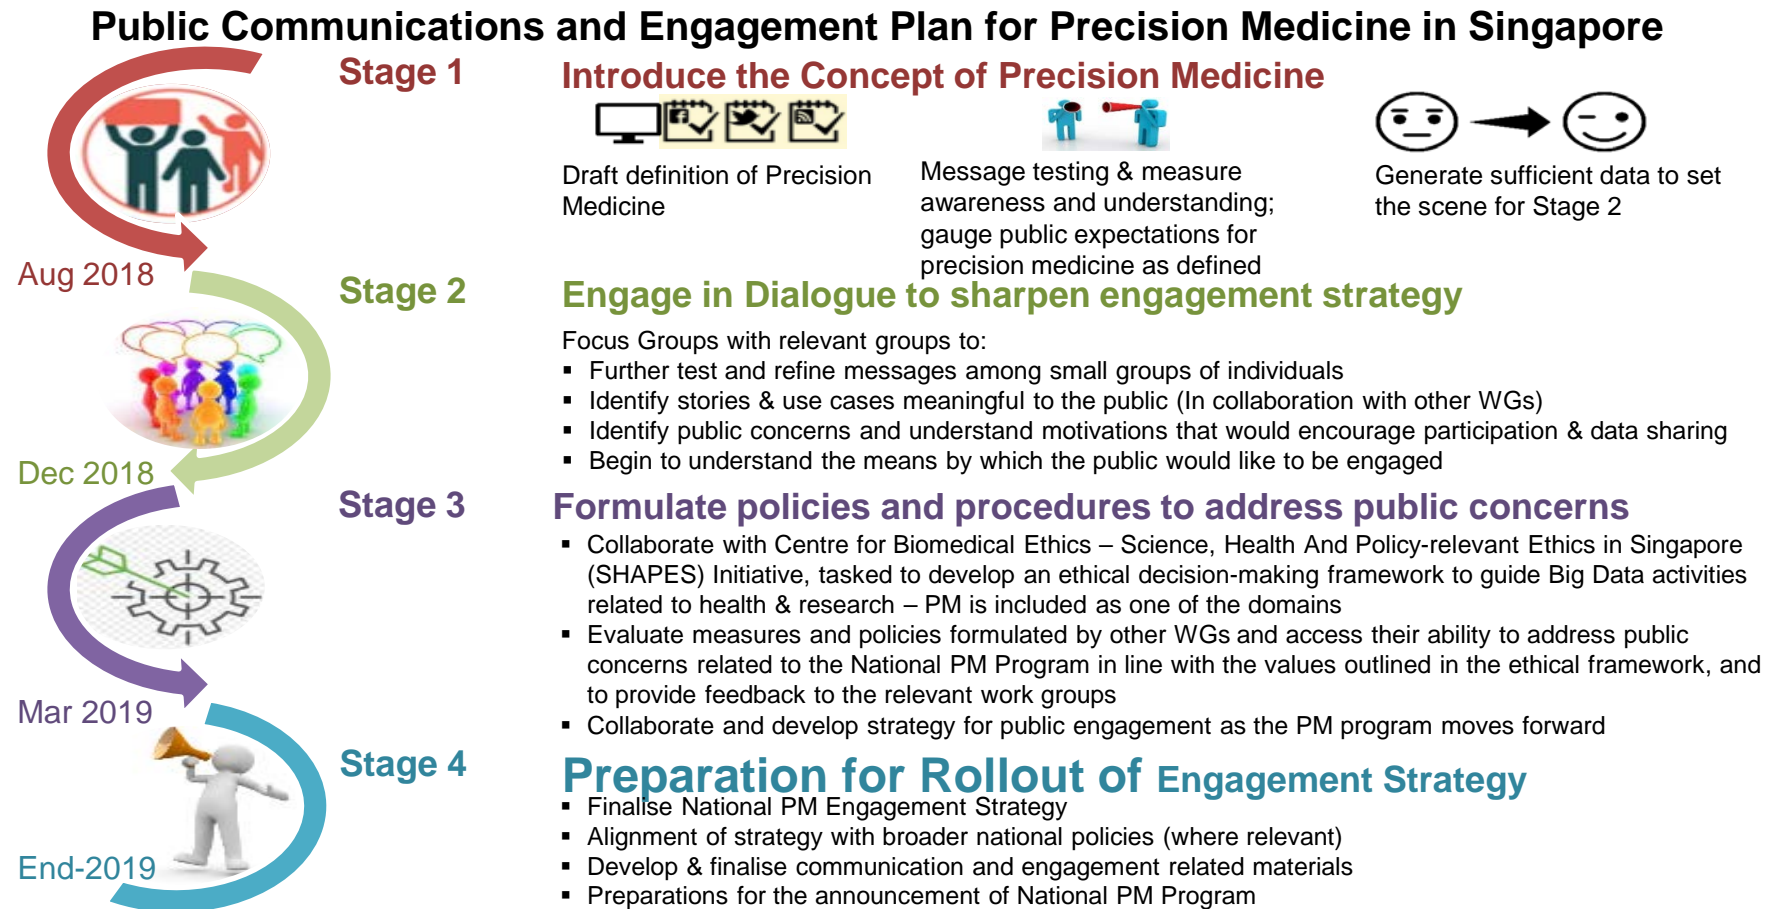 Public Communications and Engagement Plan for Precision Medicine in Singapore
Stage 1
Introduce the Concept of Precision Medicine
Draft definition of Precision
Medicine
Message testing & measure
awareness and understanding;
gauge public expectations for
precision medicine as defined
Generate sufficient data to set
the scene for Stage 2
Aug 2018
Stage 2
Engage in Dialogue to sharpen engagement strategy
Focus Groups with relevant groups to:
▪ Further test and refine messages among small groups of individuals
▪ Identify stories & use cases meaningful to the public (In collaboration with other WGs)
▪ Identify public concerns and understand motivations that would encourage participation & data sharing
▪ Begin to understand the means by which the public would like to be engaged
Dec 2018
Stage 3
Formulate policies and procedures to address public concerns
▪ Collaborate with Centre for Biomedical Ethics – Science, Health And Policy-relevant Ethics in Singapore
(SHAPES) Initiative, tasked to develop an ethical decision-making framework to guide Big Data activities
related to health & research – PM is included as one of the domains
▪ Evaluate measures and policies formulated by other WGs and access their ability to address public
concerns related to the National PM Program in line with the values outlined in the ethical framework, and
to provide feedback to the relevant work groups
▪ Collaborate and develop strategy for public engagement as the PM program moves forward
Mar 2019
Stage 4
Preparation for Rollout of Engagement Strategy
▪ Finalise National PM Engagement Strategy
▪ Alignment of strategy with broader national policies (where relevant)
▪ Develop & finalise communication and engagement related materials
▪ Preparations for the announcement of National PM Program
End-2019